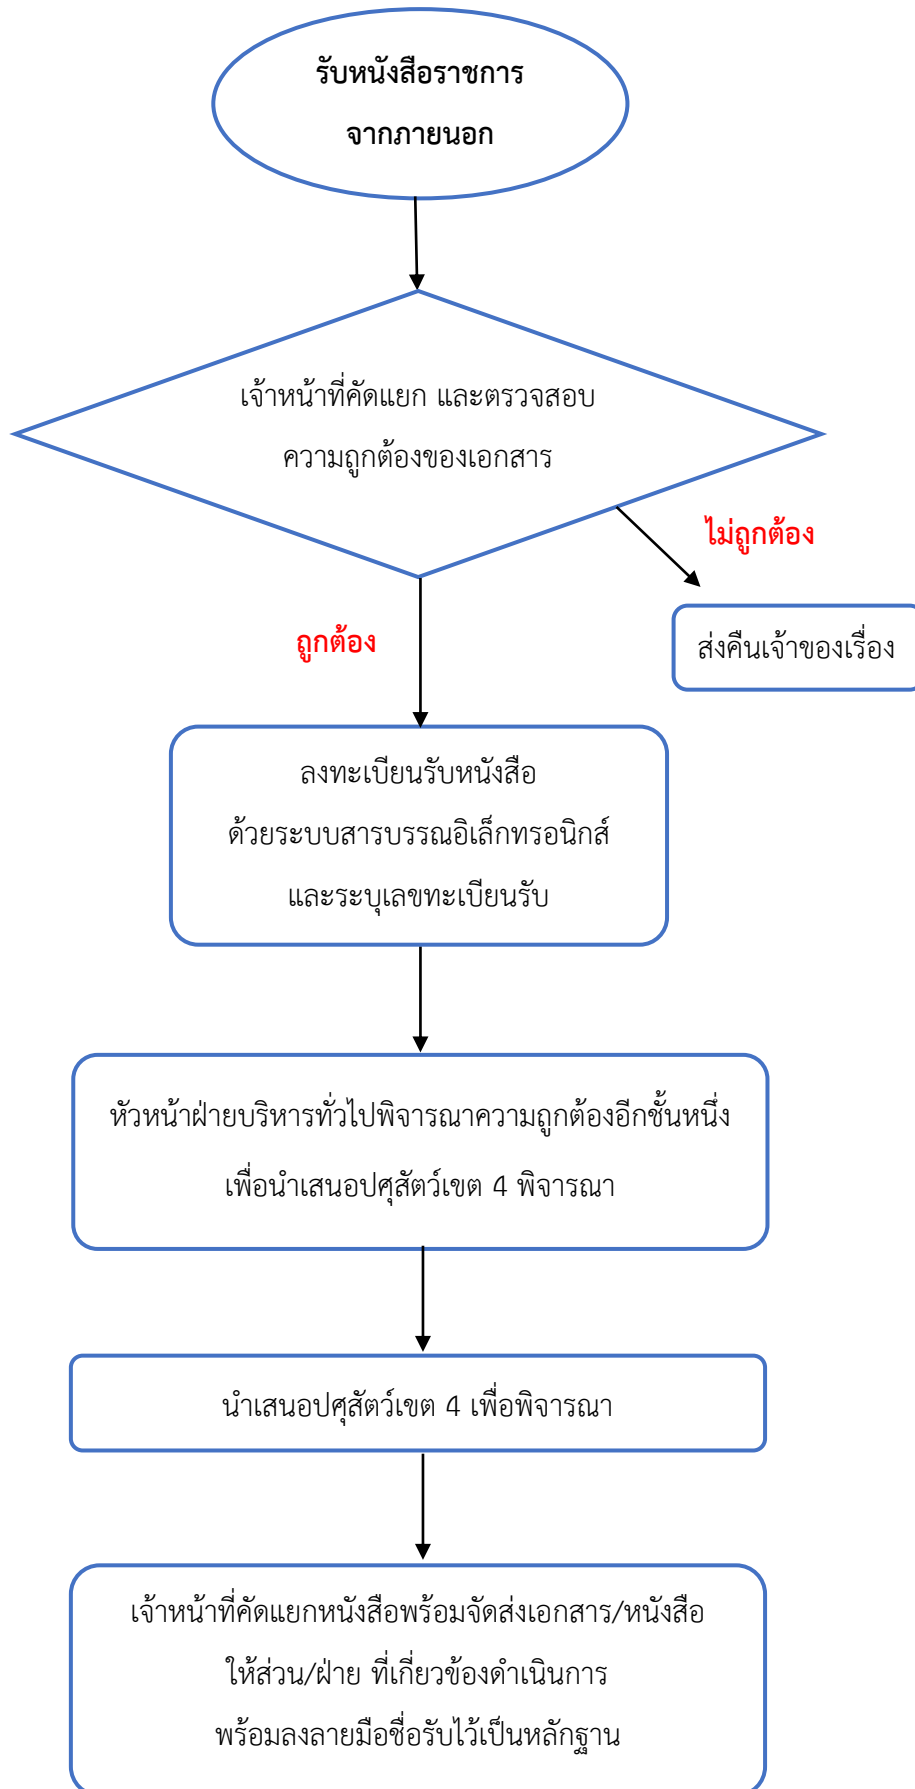 รับหนังสือราชการ
จากภายนอก
เจ้าหน้าที่คัดแยก และตรวจสอบ
ความถูกต้องของเอกสาร
ไม่ถูกต้อง
ถูกต้อง
ส่งคืนเจ้าของเรื่อง
ลงทะเบียนรับหนังสือ
ด้วยระบบสารบรรณอิเล็กทรอนิกส์
และระบุเลขทะเบียนรับ
หัวหน้าฝ่ายบริหารทั่วไปพิจารณาความถูกต้องอีกชั้นหนึ่ง
เพื่อนำเสนอปศุสัตว์เขต 4 พิจารณา
นำเสนอปศุสัตว์เขต 4 เพื่อพิจารณา
เจ้าหน้าที่คัดแยกหนังสือพร้อมจัดส่งเอกสาร/หนังสือ
ให้ส่วน/ฝ่าย ที่เกี่ยวข้องดำเนินการ
พร้อมลงลายมือชื่อรับไว้เป็นหลักฐาน